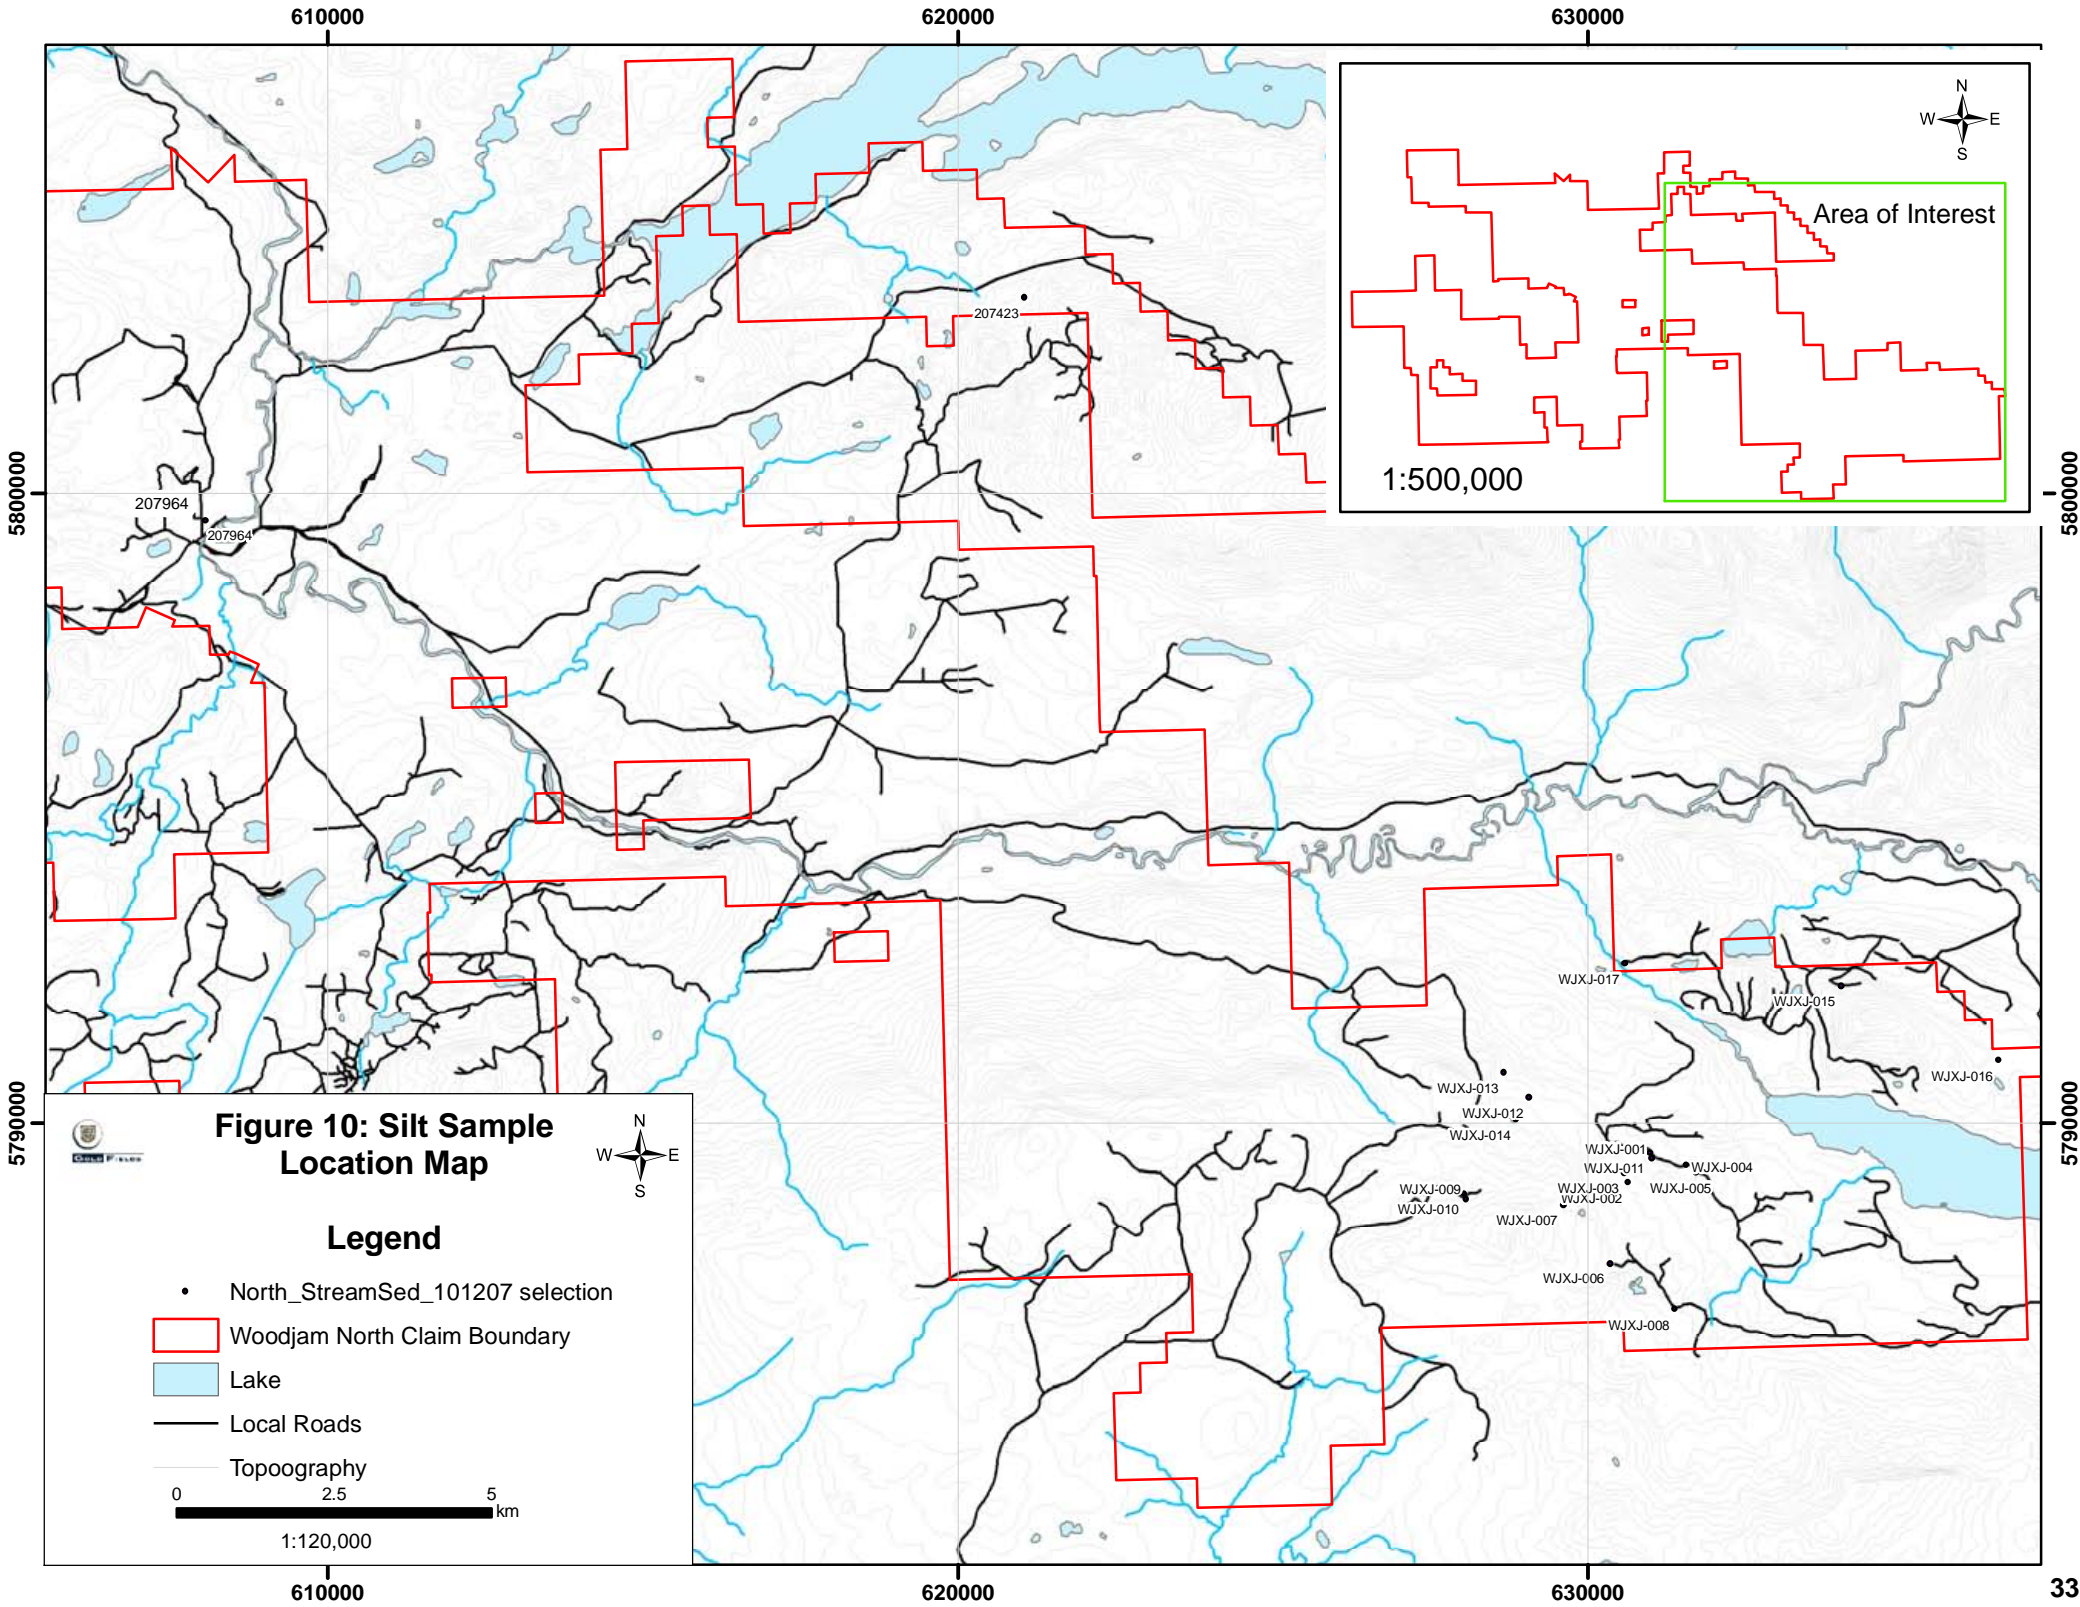 610000
620000
630000
N
W E
S
Area of Interest
1:500,000
5800000
5800000
207423
207964
207964
WJXJ-017
WJXJ-015
WJXJ-016
WJXJ-013
WJXJ-012
WJXJ-014
5790000
5790000
WJXJ-001
WJXJ-011
WJXJ-004
WJXJ-003
WJXJ-005
WJXJ-002
WJXJ-009
WJXJ-010
WJXJ-007
WJXJ-006
WJXJ-008
GOLD FIELDS
Figure 10: Silt Sample
Location Map
N
W E
S
Legend
North_StreamSed_101207 selection
Woodjam North Claim Boundary
Lake
Local Roads
Topoography
0 2.5 5
km
1:120,000
610000
620000
630000
33